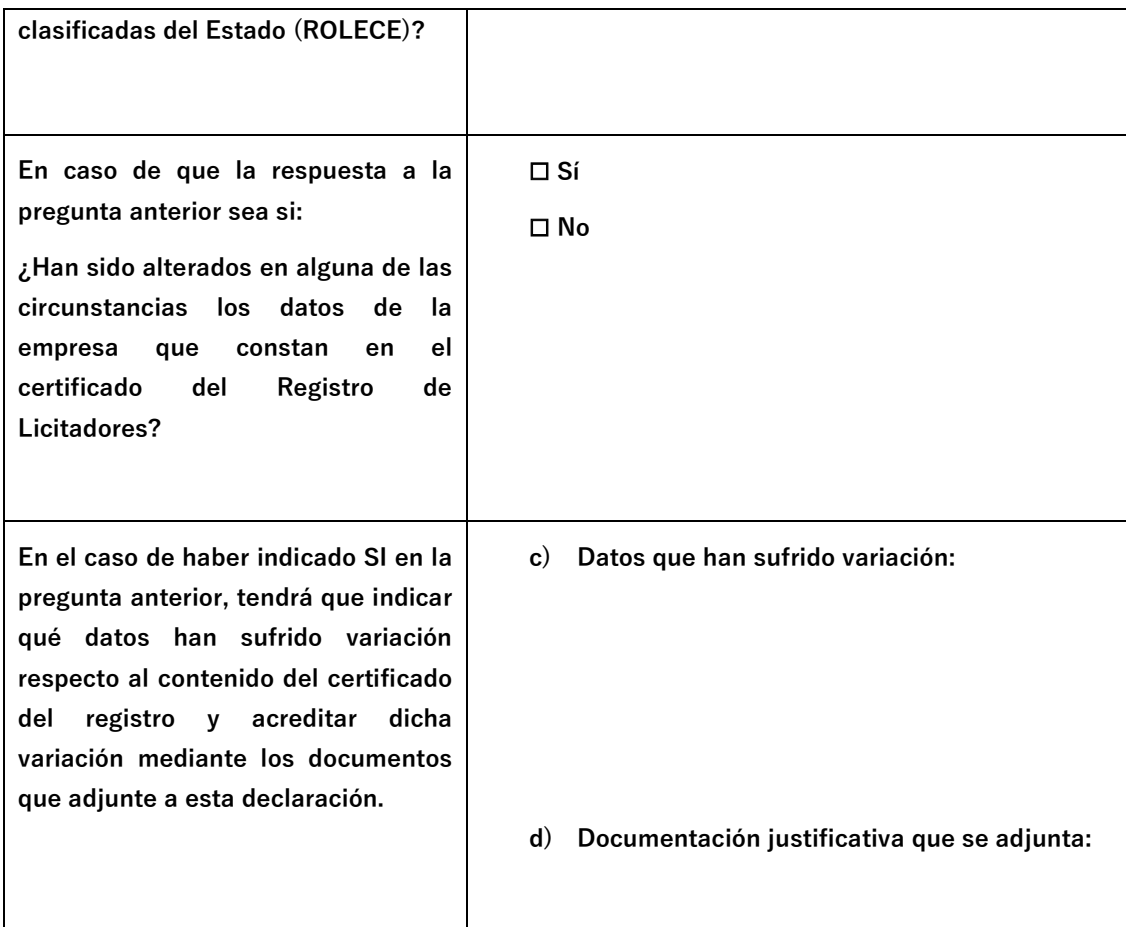 clasificadas del Estado (ROLECE)?
En caso de que la respuesta a la
pregunta anterior sea si:
¿Han sido alterados en alguna de las
circunstancias los datos de la
empresa que constan en el
certificado del Registro de
Licitadores?
☐ Sí
☐ No
En el caso de haber indicado SI en la
pregunta anterior, tendrá que indicar
qué datos han sufrido variación
respecto al contenido del certificado
del registro y acreditar dicha
variación mediante los documentos
que adjunte a esta declaración.
c) Datos que han sufrido variación:
d) Documentación justificativa que se adjunta: